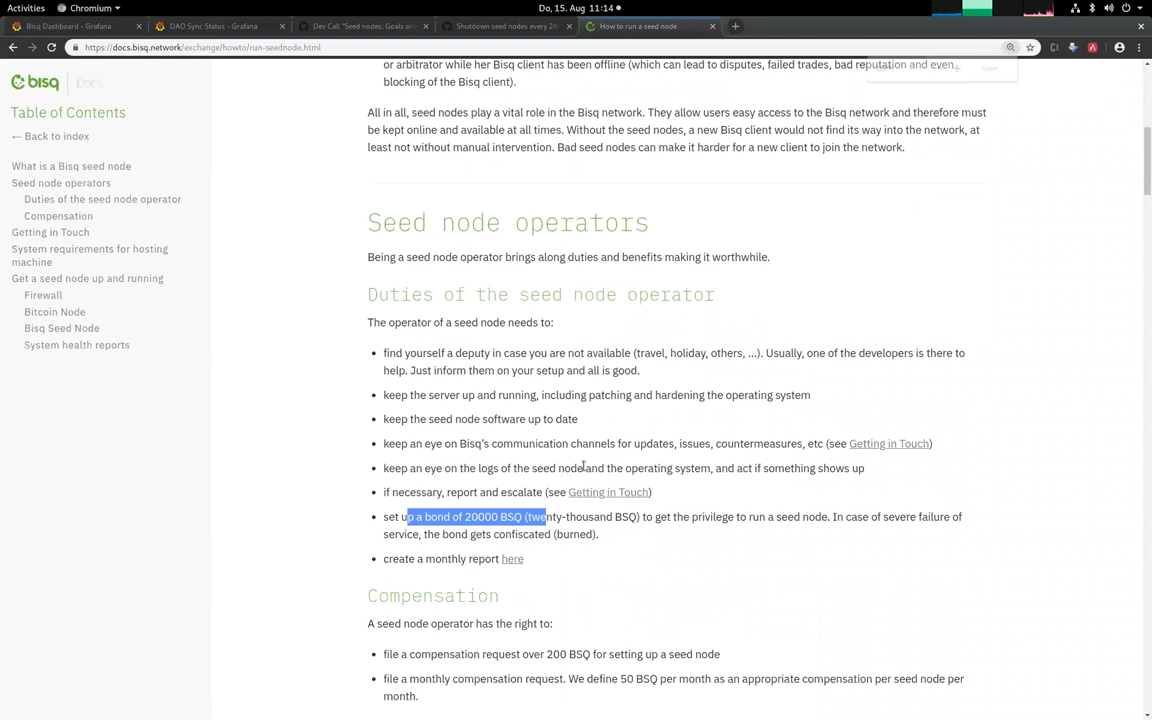 Activities
Chromium
Do, 15. Aug 11:14
Bisq Dashboard - Grafana
DAO Sync Status - Grafana
Dev Call "Seed nodes: Goals an
Shutdown seed nodes every 24
How to run a seed node
https://docs.bisq.network/exchange/howto/run-seednode.html
bisq Docs
Table of Contents
← Back to index
What is a Bisq seed node
Seed node operators
Duties of the seed node operator
Compensation
Getting in Touch
System requirements for hosting
machine
Get a seed node up and running
Firewall
Bitcoin Node
Bisq Seed Node
System health reports
or arbitrator while her Bisq client has been offline (which can lead to disputes, failed trades, bad reputation and even
blocking of the Bisq client).
All in all, seed nodes play a vital role in the Bisq network. They allow users easy access to the Bisq network and therefore must
be kept online and available at all times. Without the seed nodes, a new Bisq client would not find its way into the network, at
least not without manual intervention. Bad seed nodes can make it harder for a new client to join the network.
Seed node operators
Being a seed node operator brings along duties and benefits making it worthwhile.
Duties of the seed node operator
The operator of a seed node needs to:
• find yourself a deputy in case you are not available (travel, holiday, others, ...). Usually, one of the developers is there to
help. Just inform them on your setup and all is good.
• keep the server up and running, including patching and hardening the operating system
• keep the seed node software up to date
• keep an eye on Bisq's communication channels for updates, issues, countermeasures, etc (see Getting in Touch)
• keep an eye on the logs of the seed node and the operating system, and act if something shows up
• if necessary, report and escalate (see Getting in Touch)
• set up a bond of 20000 BSQ (twenty-thousand BSQ) to get the privilege to run a seed node. In case of severe failure of
service, the bond gets confiscated (burned).
• create a monthly report here
Compensation
A seed node operator has the right to:
• file a compensation request over 200 BSQ for setting up a seed node
• file a monthly compensation request. We define 50 BSQ per month as an appropriate compensation per seed node per
month.